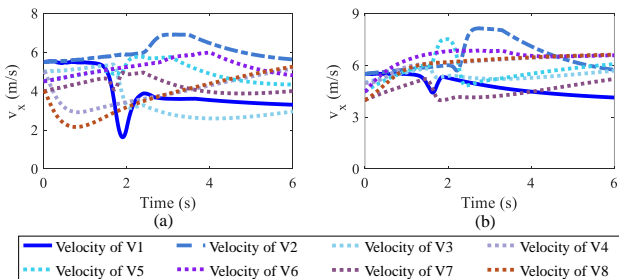 8
6
4
2
0
v_x (m/s)
0 2 4 6
Time (s)
(a)
9
6
3
0
v_x (m/s)
0 2 4 6
Time (s)
(b)
Velocity of V1 Velocity of V2 Velocity of V3 Velocity of V4
Velocity of V5 Velocity of V6 Velocity of V7 Velocity of V8